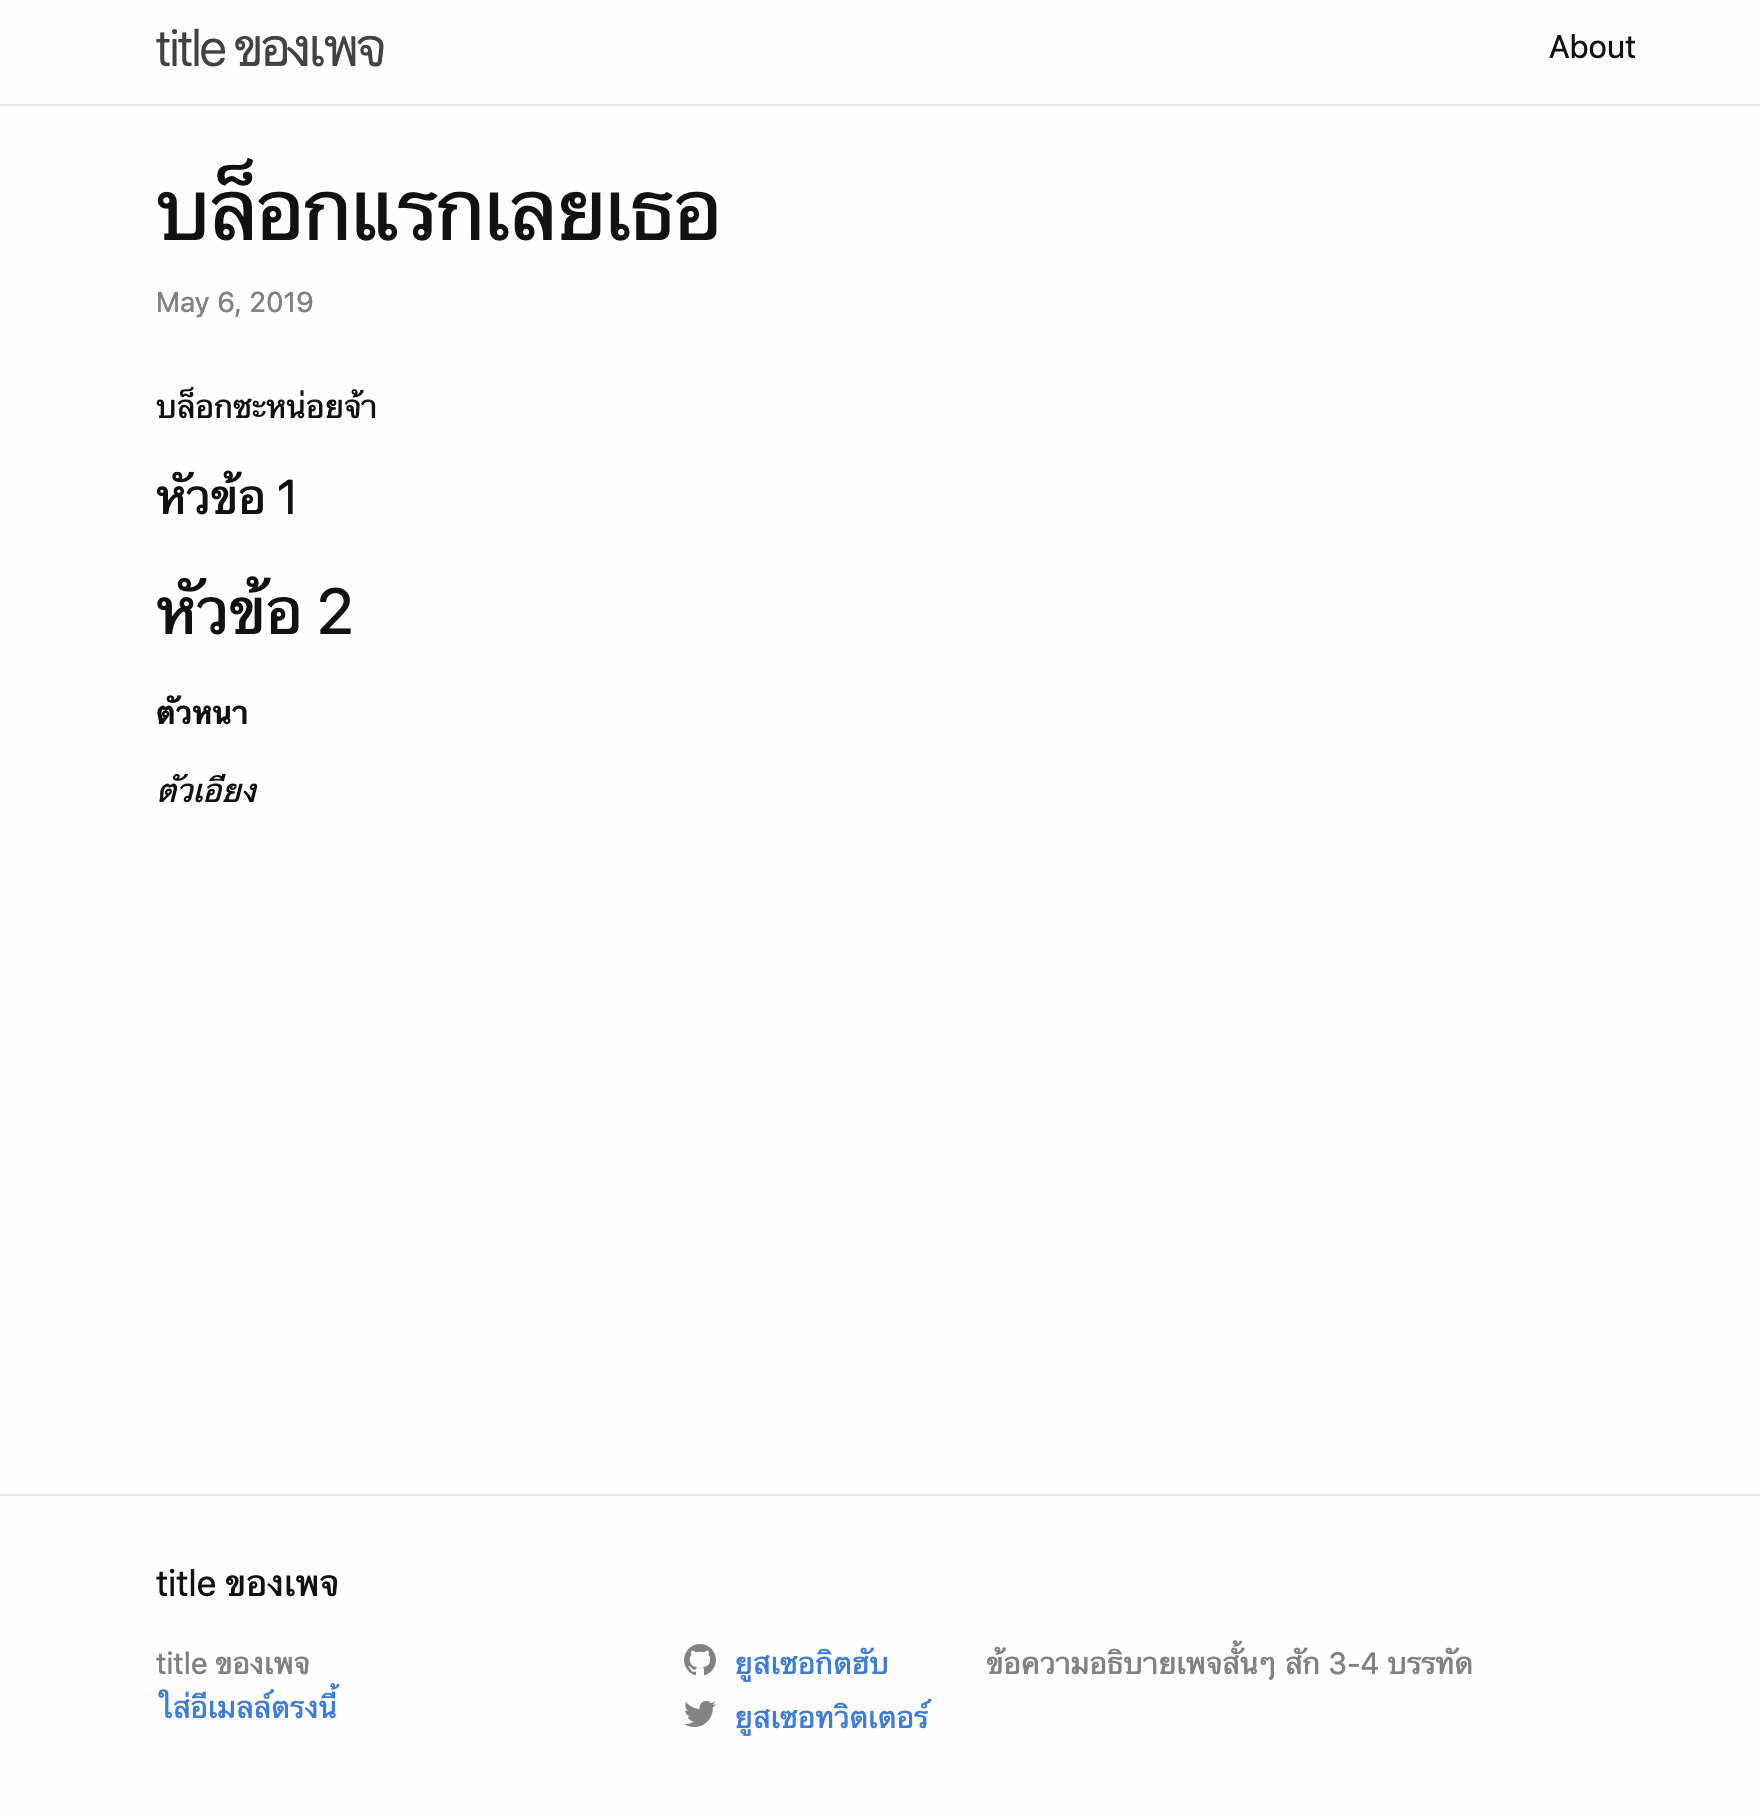 title ของเพจ
About
บล็อกแรกเลยเธอ
May 6, 2019
บล็อกซะหน่อยจ้า
หัวข้อ 1
หัวข้อ 2
ตัวหนา
ตัวเอียง
title ของเพจ
title ของเพจ
ใส่อีเมลล์ตรงนี้
ยูสเซอกิตฮับ
ยูสเซอทวิตเตอร์
ข้อความอธิบายเพจสั้นๆ สัก 3-4 บรรทัด